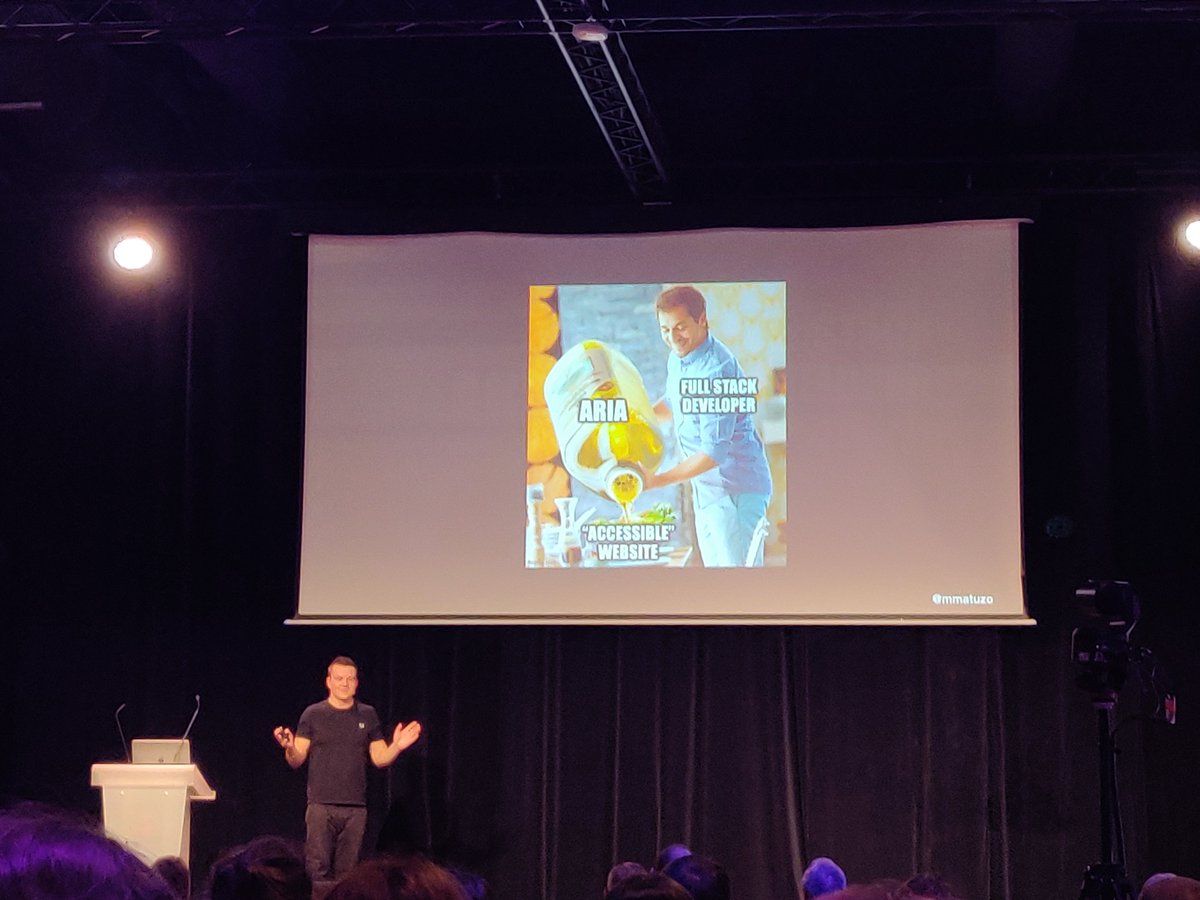 FULL STACK
DEVELOPER
ARIA
"ACCESSIBLE"
WEBSITE
@mmatuzo